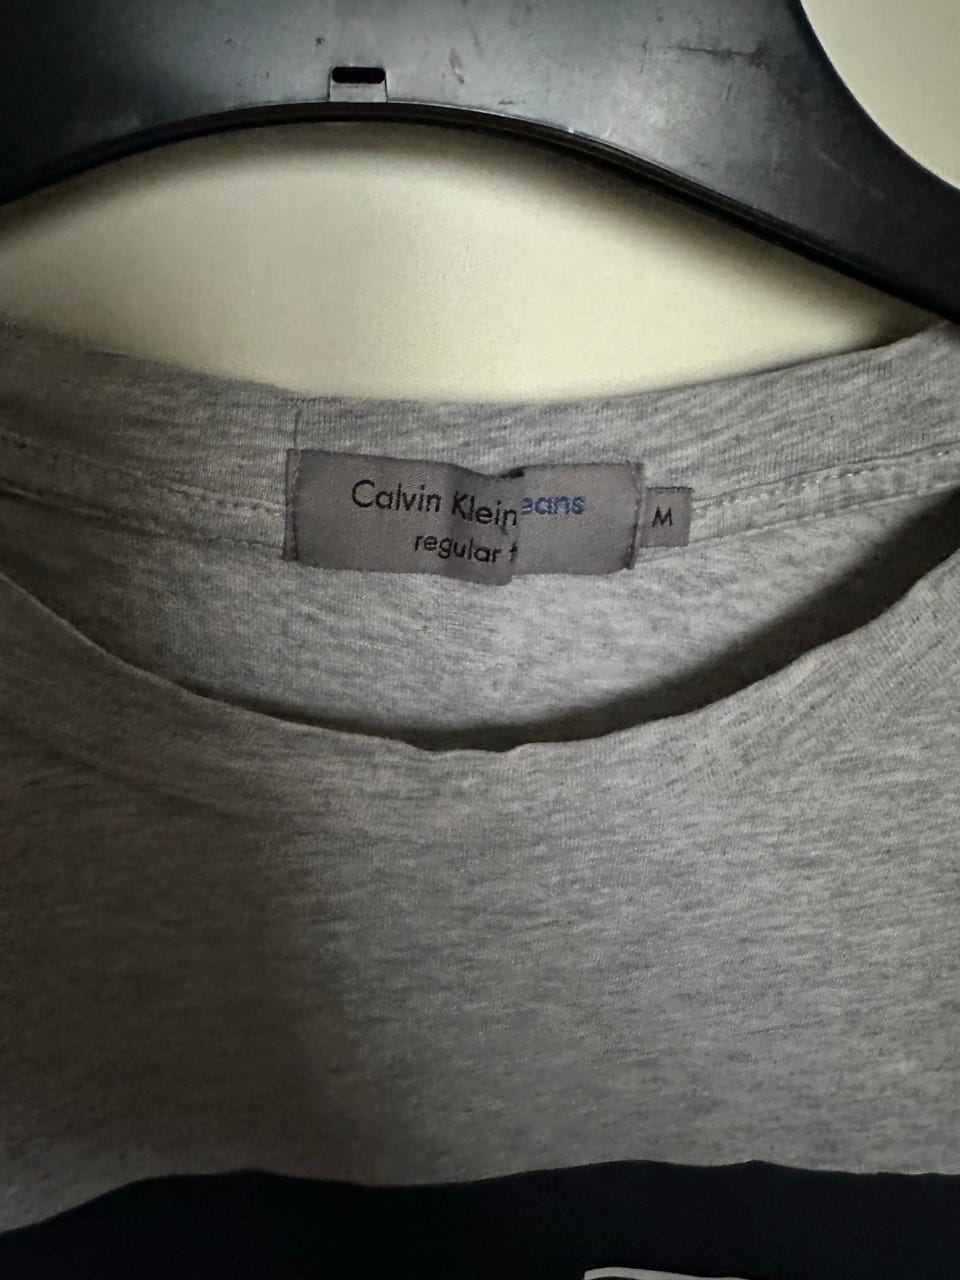 Calvin Klein eans
regular
M